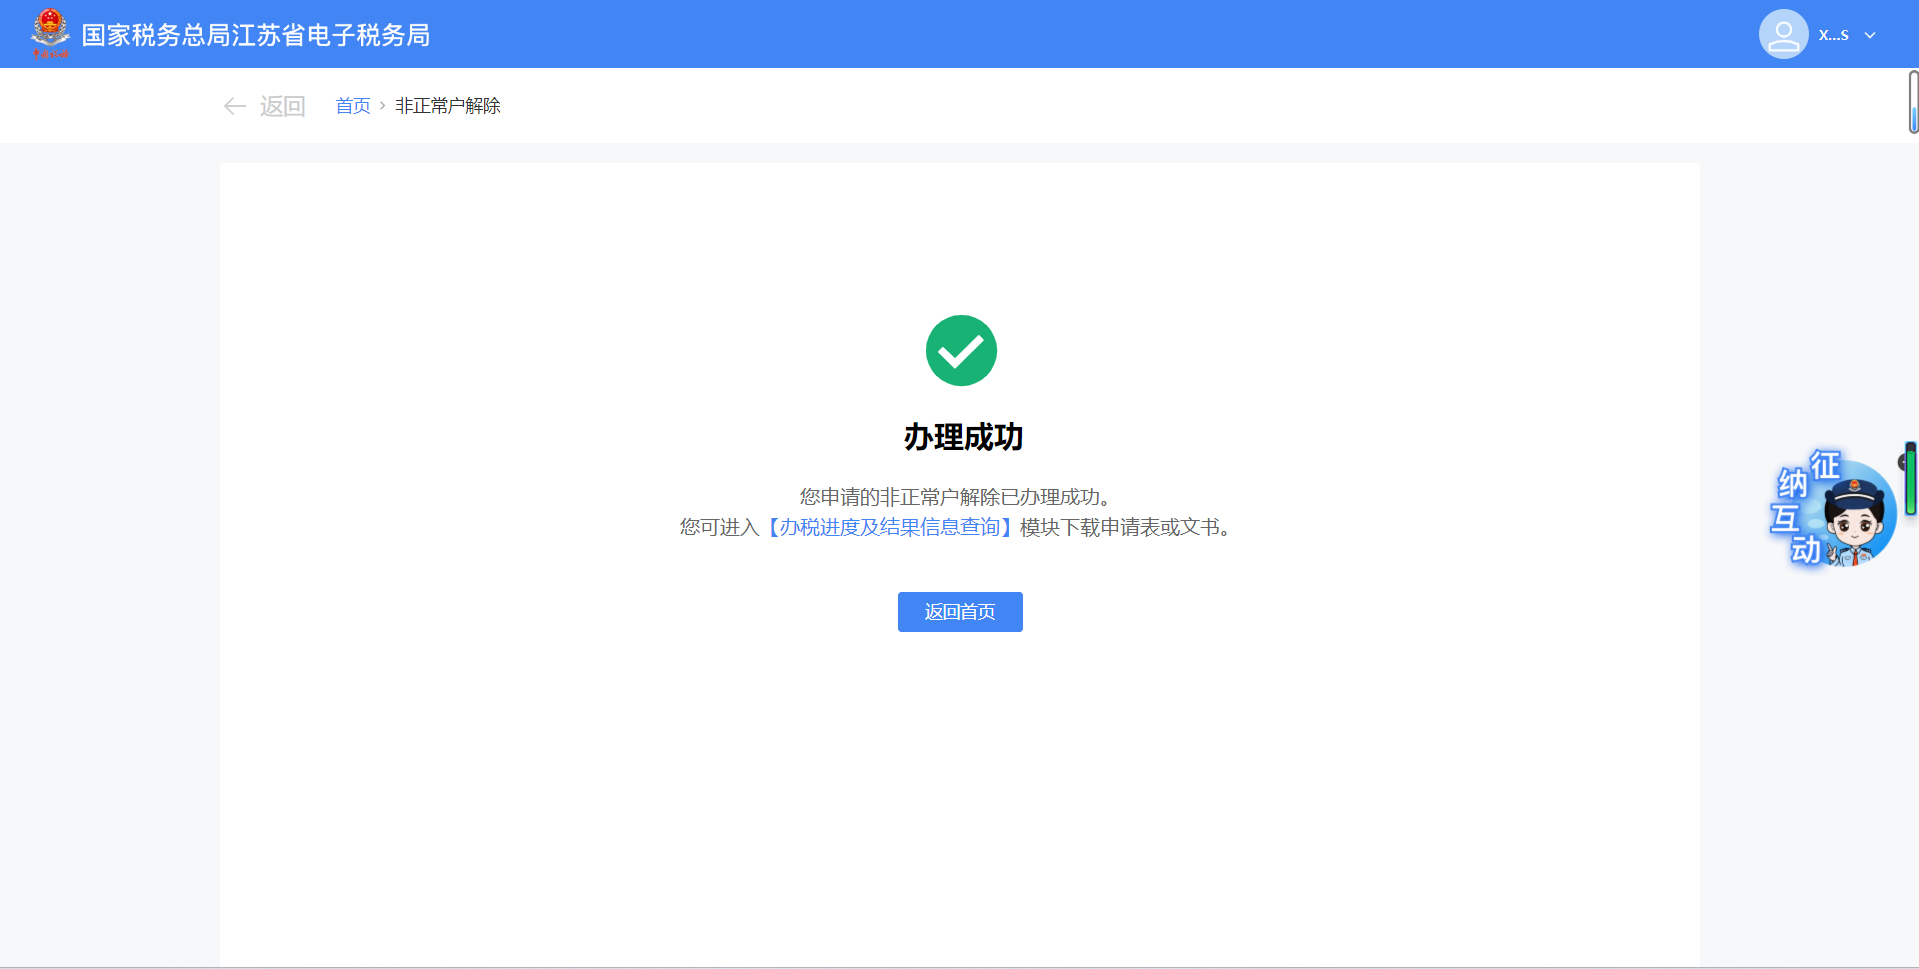 国家税务总局江苏省电子税务局
X...S
返回 首页 > 非正常户解除
办理成功
您申请的非正常户解除已办理成功。
您可进入【办税进度及结果信息查询】模块下载申请表或文书。
返回首页
征
纳
互
动